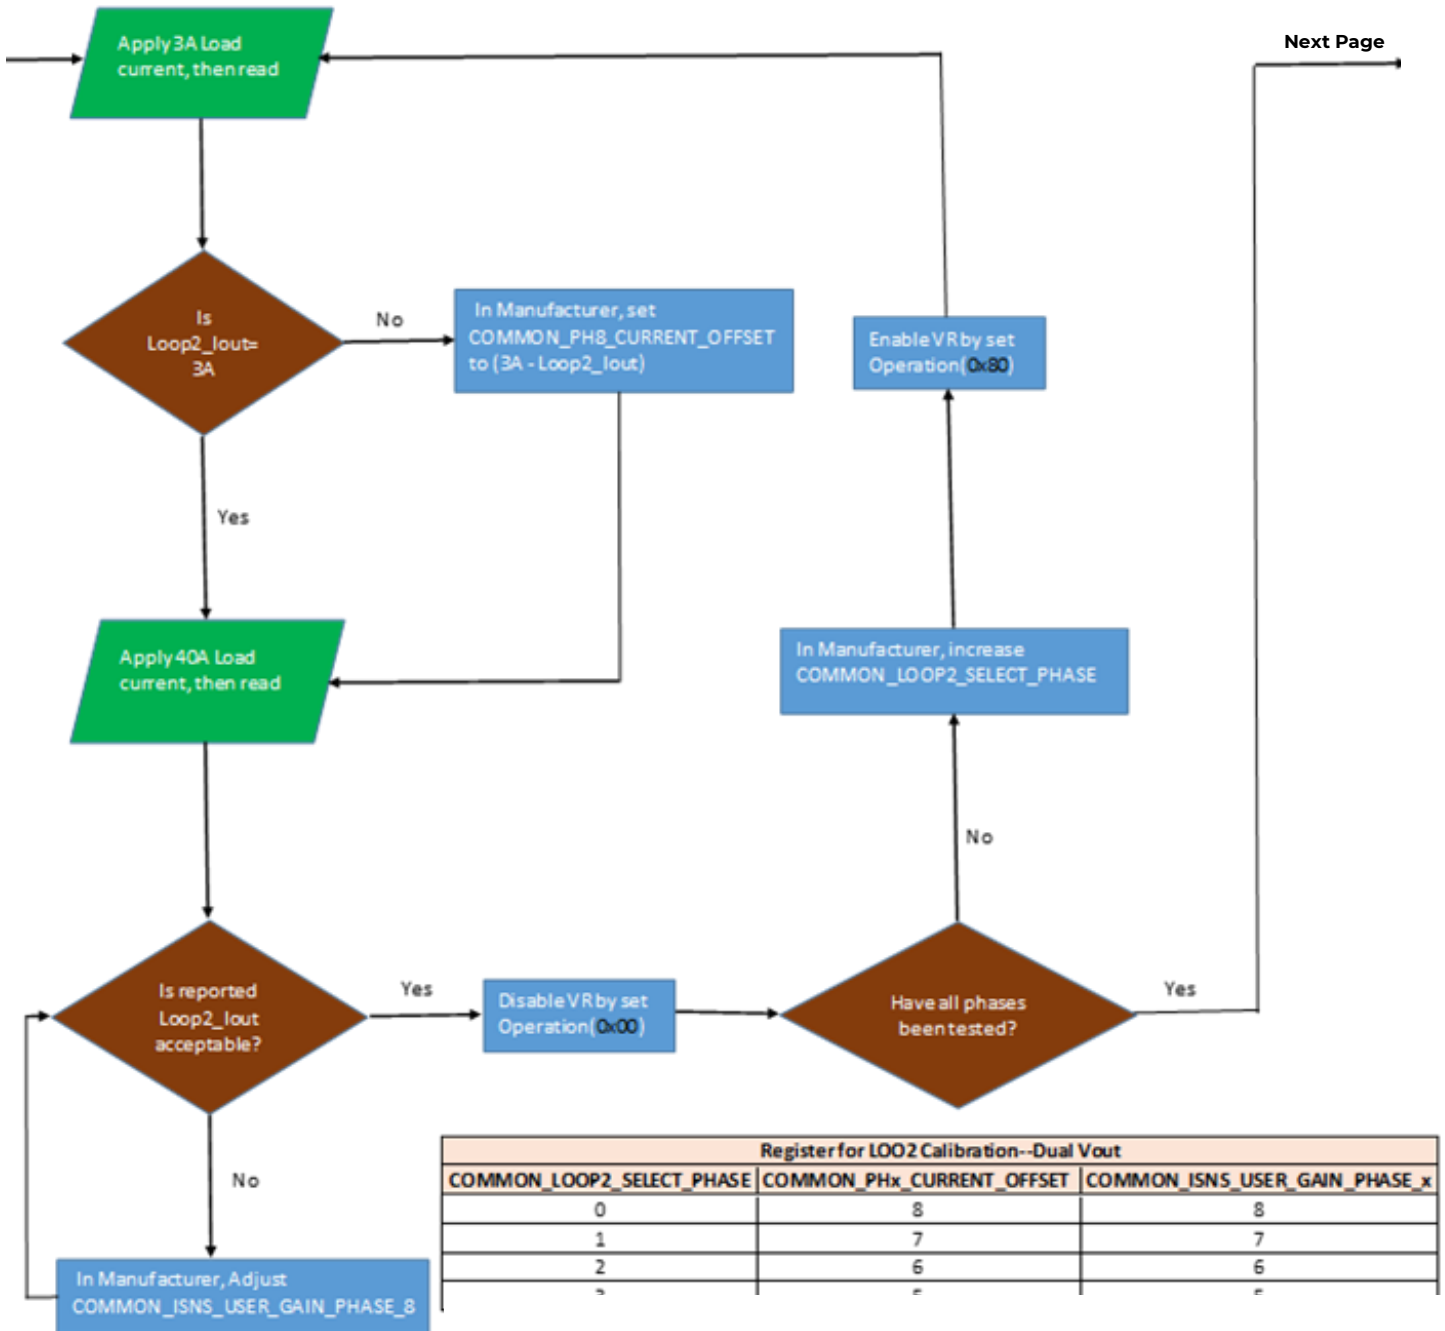 Next Page
Apply 3A Load
current, then read
Is
Loop2_Iout=
3A
No
In Manufacturer, set
COMMON_PH8_CURRENT_OFFSET
to (3A - Loop2_Iout)
Enable VR by set
Operation(0x80)
Yes
Apply 40A Load
current, then read
In Manufacturer, increase
COMMON_LOOP2_SELECT_PHASE
No
Is reported
Loop2_Iout
acceptable?
Yes
Disable VR by set
Operation(0x00)
Have all phases
been tested?
Yes
No
In Manufacturer, Adjust
COMMON_ISNS_USER_GAIN_PHASE_8
Register for LOO2 Calibration--Dual Vout
COMMON_LOOP2_SELECT_PHASE COMMON_PHx_CURRENT_OFFSET COMMON_ISNS_USER_GAIN_PHASE_x
0 8 8
1 7 7
2 6 6